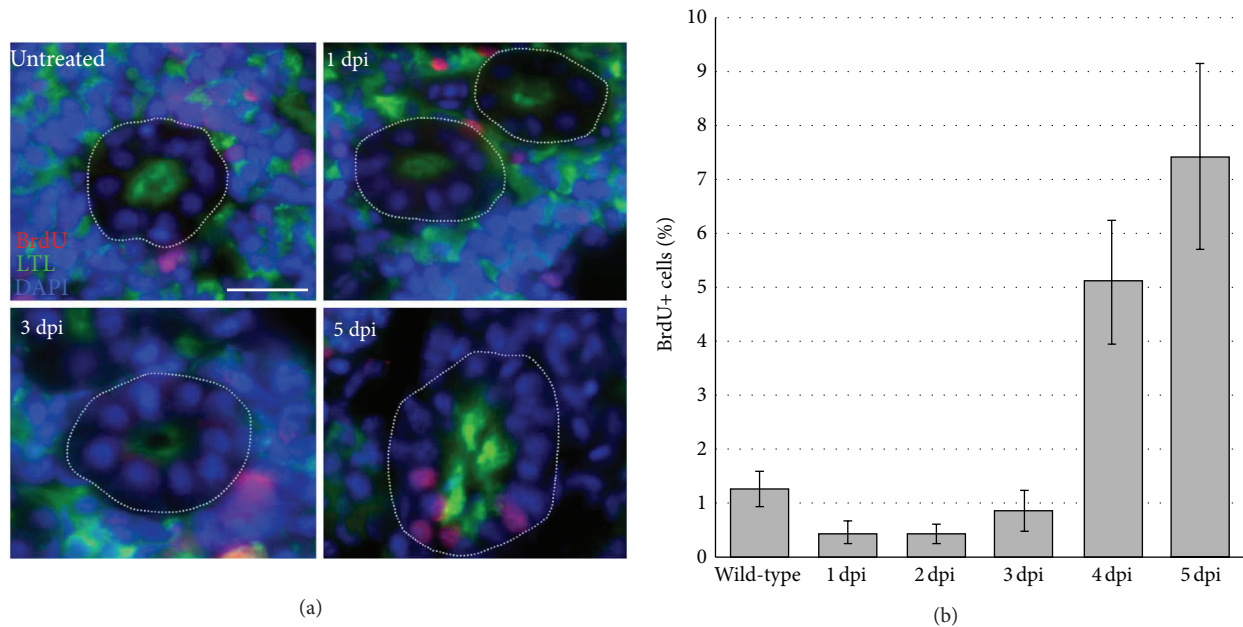 Untreated
1 dpi
BrdU
LTL
DAPI
3 dpi
5 dpi
(a)
10
9
8
7
6
5
4
3
2
1
0
BrdU+ cells (%)
Wild-type 1 dpi 2 dpi 3 dpi 4 dpi 5 dpi
(b)